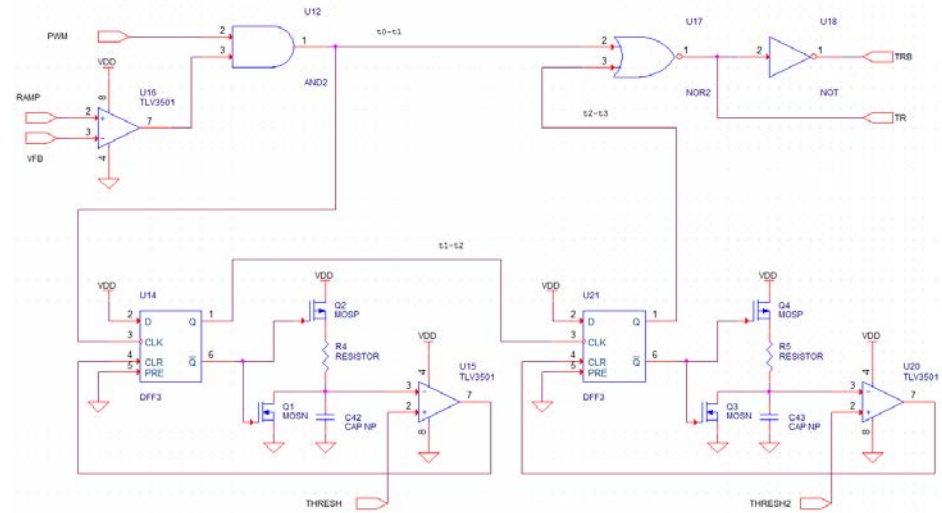 U12
PWM
2
3
1
AND2
t0-t1
U17
2
3
1
NOR2
U18
2
1
NOT
TRB
TR
VDD
U16
TLV3501
RAMP
2
+
3
-
VFB
8
4
7
t2-t3
t1-t2
VDD
U14
2
D
Q
1
3
CLK
4
CLR
Q
6
5
PRE
DFF3
VDD
Q2
MOSP
R4
RESISTOR
Q1
MOSN
C42
CAP NP
VDD
U15
TLV3501
4
3
-
2
+
7
8
THRESH
VDD
U21
2
D
Q
1
3
CLK
4
CLR
Q
6
5
PRE
DFF3
VDD
Q4
MOSP
R5
RESISTOR
Q3
MOSN
C43
CAP NP
VDD
U20
TLV3501
4
3
-
2
+
7
8
THRESH2